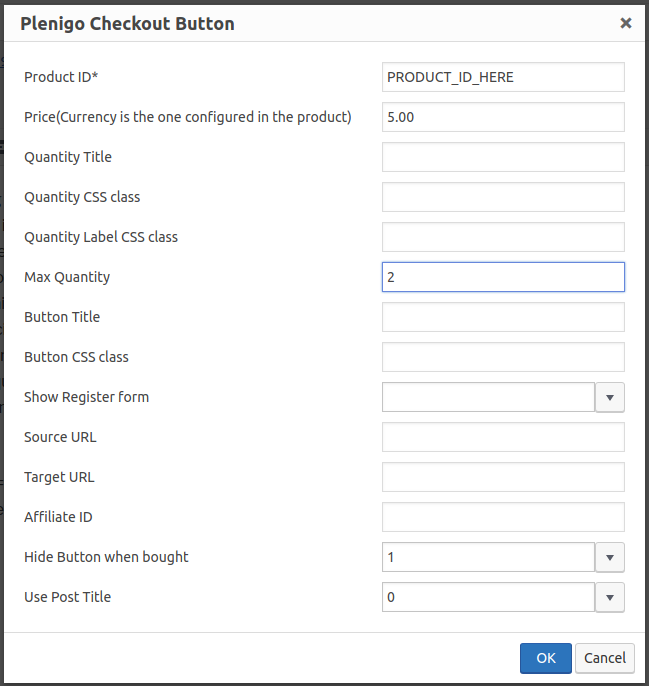 Plenigo Checkout Button ×
Product ID* PRODUCT_ID_HERE
Price(Currency is the one configured in the product) 5.00
Quantity Title
Quantity CSS class
Quantity Label CSS class
Max Quantity 2
Button Title
Button CSS class
Show Register form
Source URL
Target URL
Affiliate ID
Hide Button when bought 1
Use Post Title 0
OK Cancel